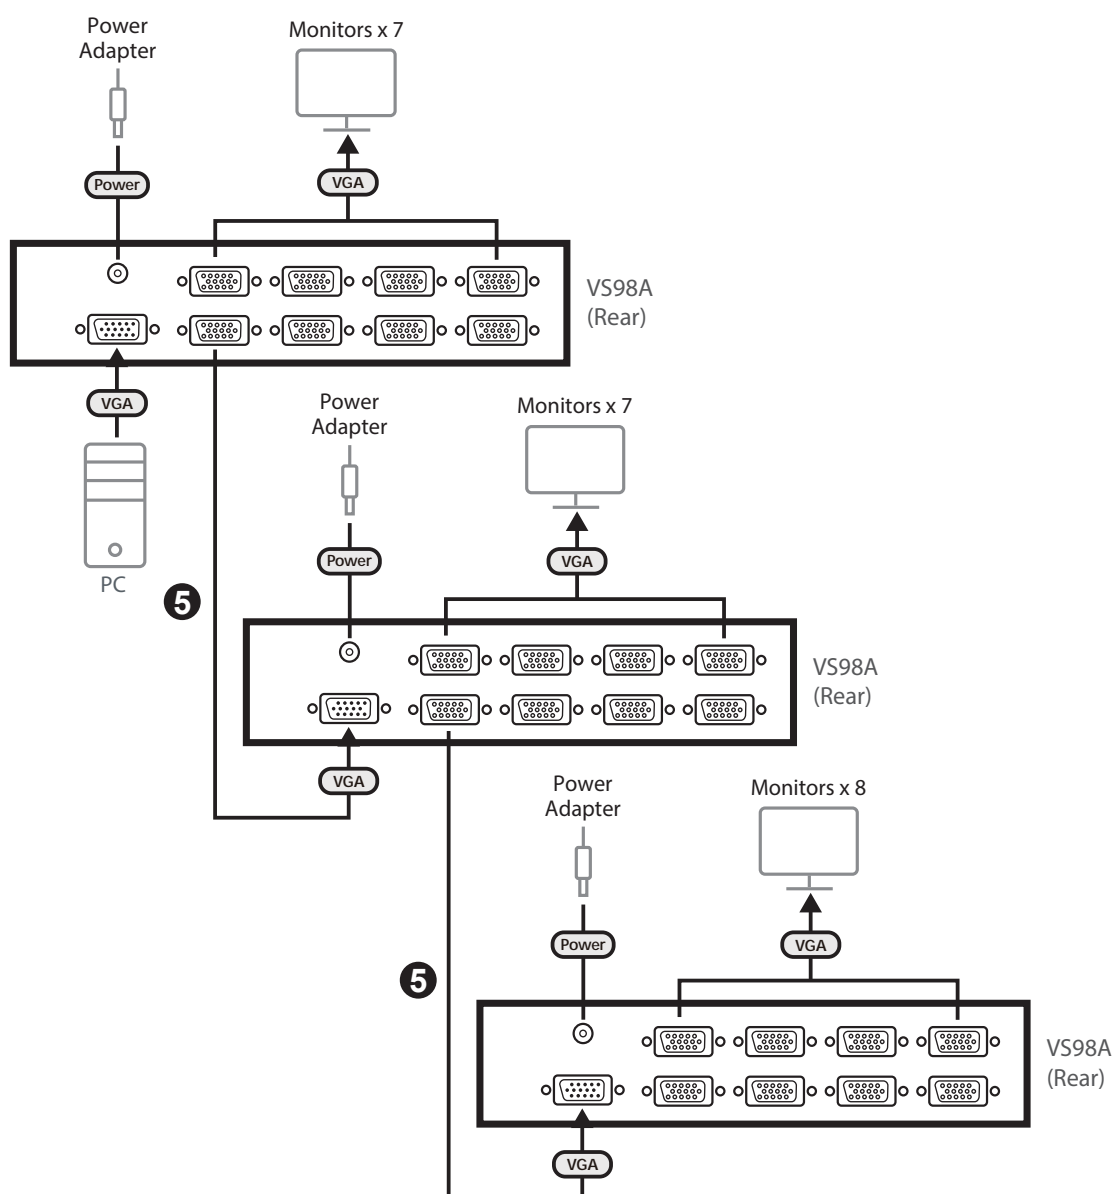 Power
Adapter
Monitors x 7
Power
VGA
VS98A
(Rear)
VGA
PC
Power
Adapter
Monitors x 7
Power
VGA
5
VS98A
(Rear)
VGA
Power
Adapter
Monitors x 8
Power
VGA
5
VS98A
(Rear)
VGA